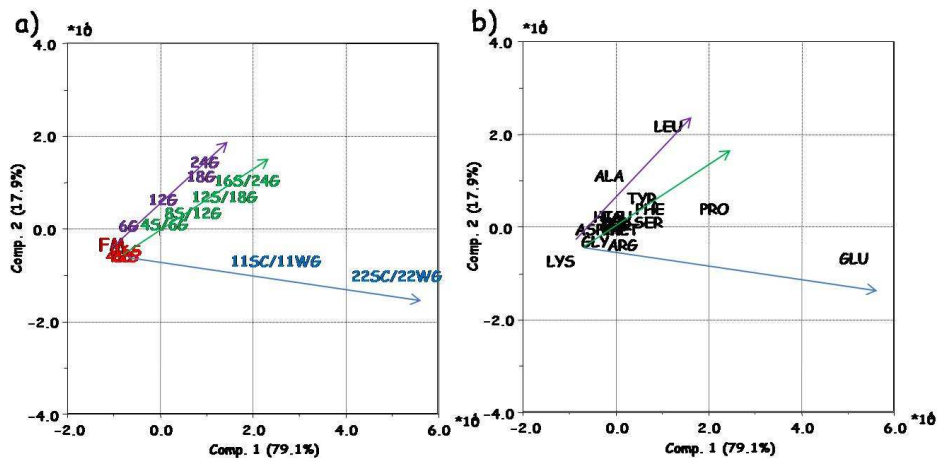 a)
*10¹
4.0
2.0
0.0
-2.0
-4.0
Comp. 2 (17.9%)
24G
18G
16S/24G
12S/18G
12G
8S/12G
6G
4S/6G
FM
11SC/11WG
22SC/22WG
-2.0 0.0 2.0 4.0 6.0
Comp. 1 (79.1%)
b)
4.0
2.0
0.0
-2.0
-4.0
Comp. 2 (17.9%)
LEU
ALA
TYR
PHE
PRO
SER
GLY
ARG
LYS
GLU
-2.0 0.0 2.0 4.0 6.0
Comp. 1 (79.1%)